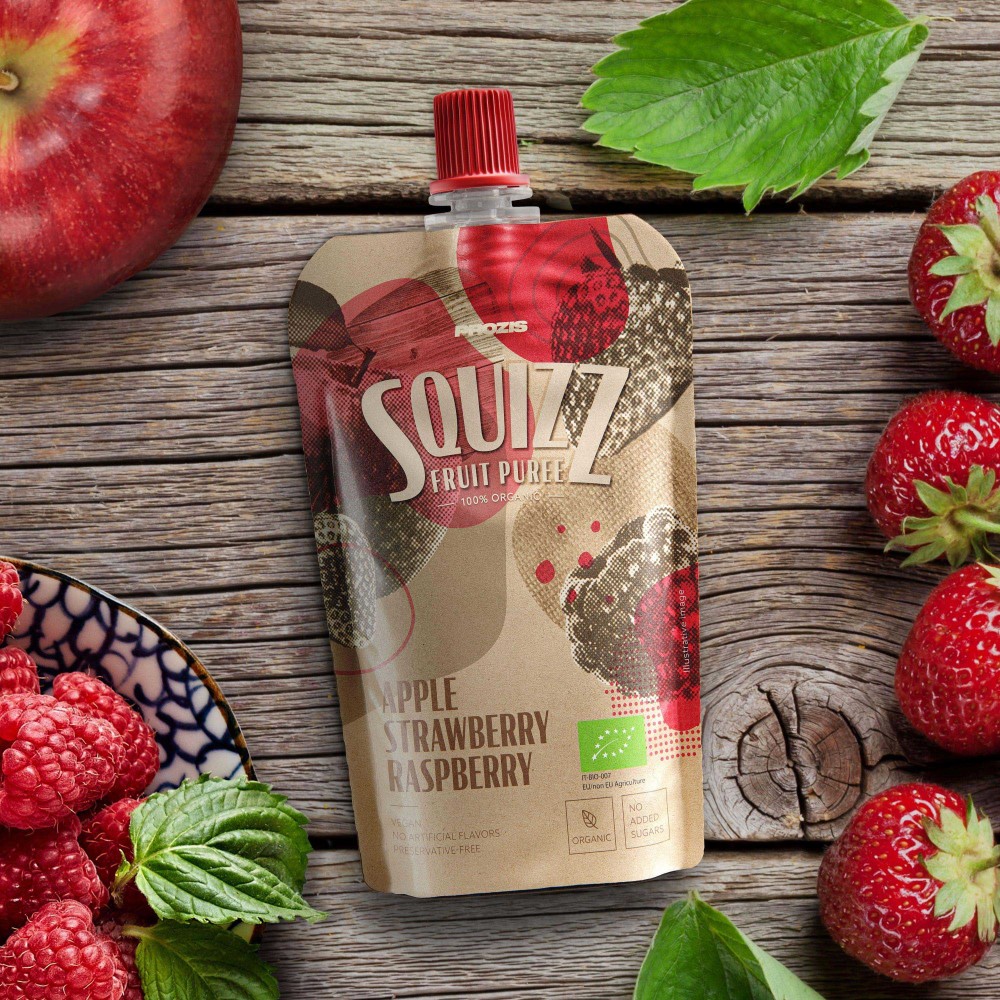 PROZIS
SQUIZZ
FRUIT PUREE
100% ORGANIC
Illustrative image
APPLE
STRAWBERRY
RASPBERRY
IT-BIO-007
EU/non EU Agriculture
VEGAN
NO ARTIFICIAL FLAVORS
PRESERVATIVE-FREE
ORGANIC
NO
ADDED
SUGARS